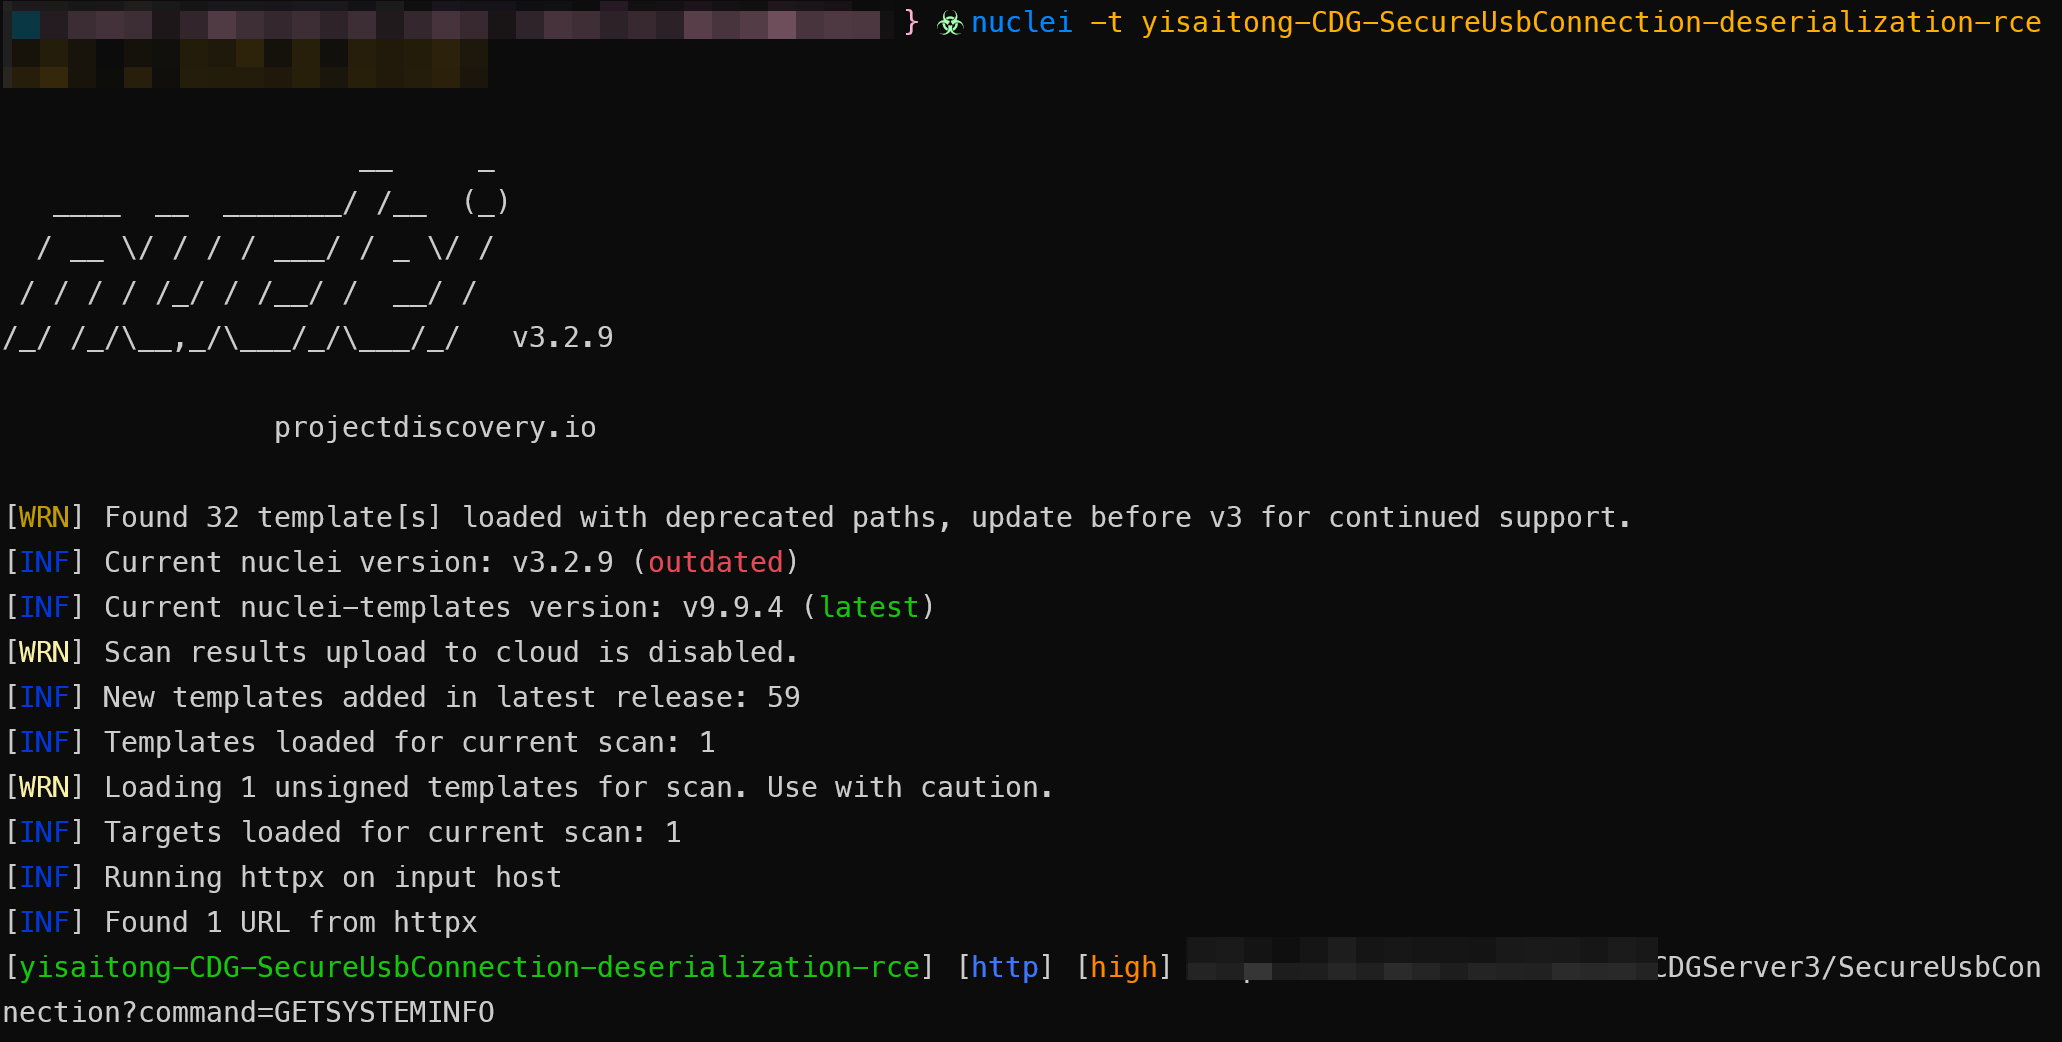 } ☣nuclei -t yisaitong-CDG-SecureUsbConnection-deserialization-rce
                     __     _
   ____  __  _______/ /__  (_)
  / __ \/ / / / ___/ / _ \/ /
 / / / / /_/ / /__/ /  __/ /
/_/ /_/\__,_/\___/_/\___/_/   v3.2.9
projectdiscovery.io
[WRN] Found 32 template[s] loaded with deprecated paths, update before v3 for continued support.
[INF] Current nuclei version: v3.2.9 (outdated)
[INF] Current nuclei-templates version: v9.9.4 (latest)
[WRN] Scan results upload to cloud is disabled.
[INF] New templates added in latest release: 59
[INF] Templates loaded for current scan: 1
[WRN] Loading 1 unsigned templates for scan. Use with caution.
[INF] Targets loaded for current scan: 1
[INF] Running httpx on input host
[INF] Found 1 URL from httpx
[yisaitong-CDG-SecureUsbConnection-deserialization-rce] [http] [high] CDGServer3/SecureUsbCon
nection?command=GETSYSTEMINFO